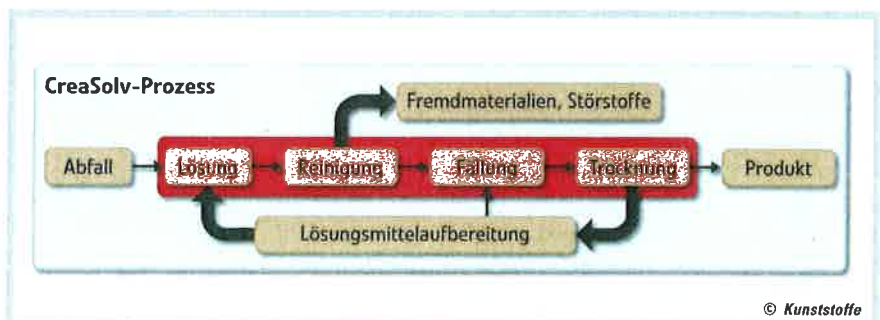 CreaSolv-Prozess
Fremdmaterialien, Störstoffe
Abfall
Lösung
Reinigung
Fällung
Trocknung
Produkt
Lösungsmittelaufbereitung
© Kunststoffe